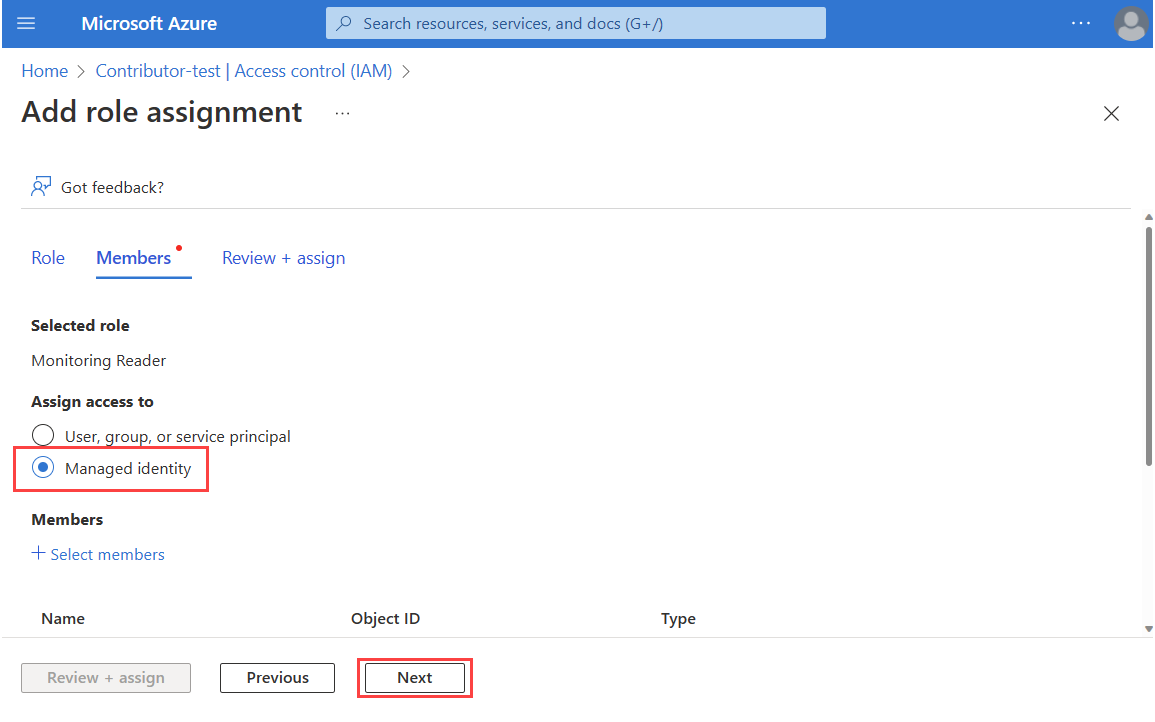 Microsoft Azure
Search resources, services, and docs (G+/)
Home > Contributor-test | Access control (IAM) >
Add role assignment ...
Got feedback?
Role Members Review + assign
Selected role
Monitoring Reader
Assign access to
User, group, or service principal
Managed identity
Members
+ Select members
Name Object ID Type
Review + assign Previous Next